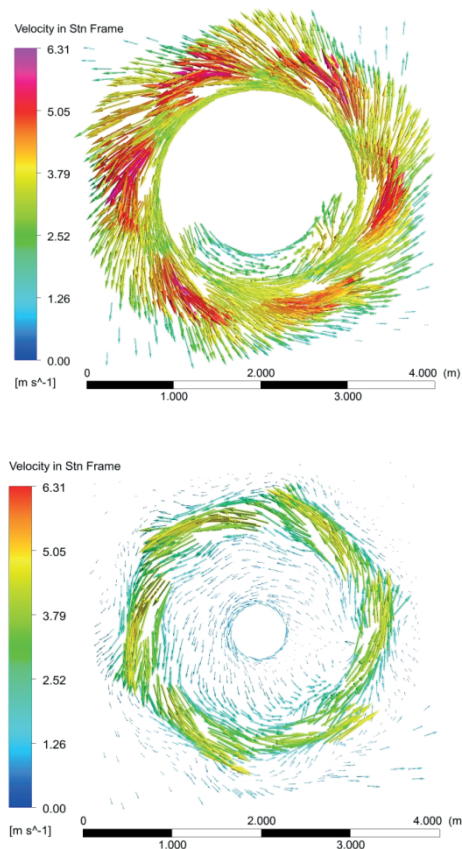 Velocity in Stn Frame
6.31
5.05
3.79
2.52
1.26
0.00
[m s^-1]
0 2.000 4.000 (m)
1.000 3.000
Velocity in Stn Frame
6.31
5.05
3.79
2.52
1.26
0.00
[m s^-1]
0 2.000 4.000 (m
1.000 3.000